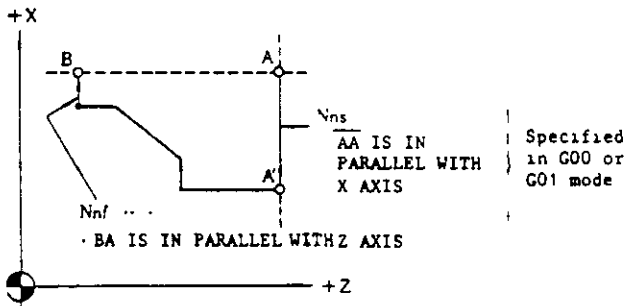 +X
B
A
Nns
AA IS IN
PARALLEL WITH
X AXIS
Specified
in G00 or
G01 mode
A'
Nnf ...
· BA IS IN PARALLEL WITH Z AXIS
+Z